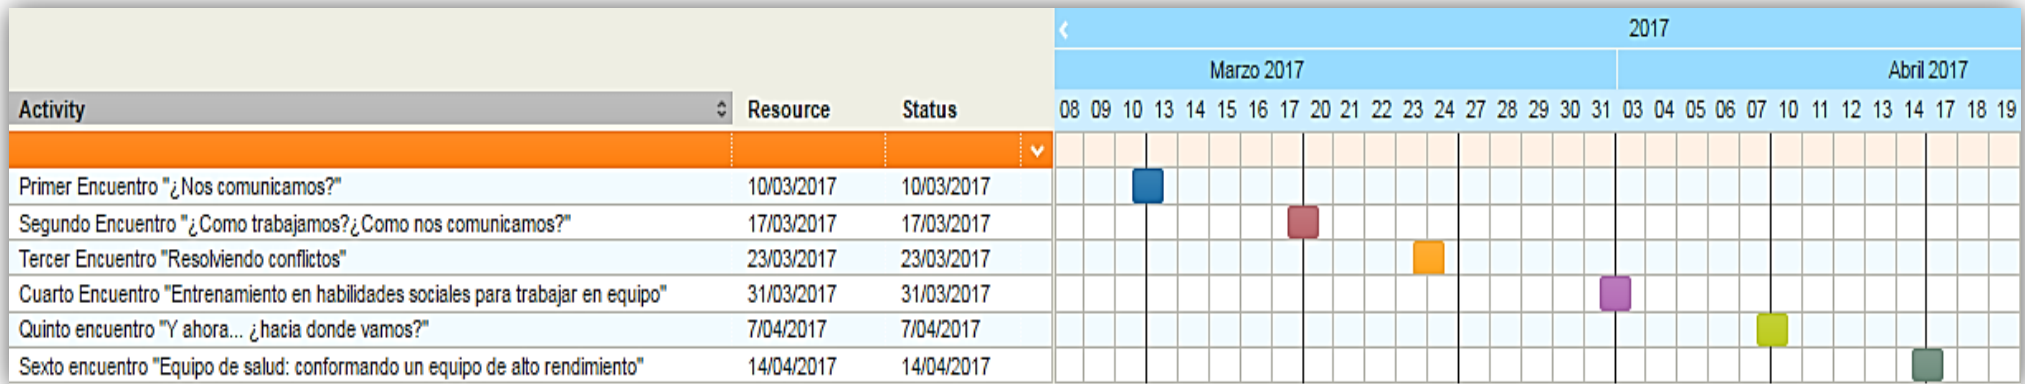 2017
Marzo 2017 Abril 2017
Activity Resource Status 08 09 10 13 14 15 16 17 20 21 22 23 24 27 28 29 30 31 03 04 05 06 07 10 11 12 13 14 17 18 19
Primer Encuentro "¿Nos comunicamos?" 10/03/2017 10/03/2017
Segundo Encuentro "¿Como trabajamos?¿Como nos comunicamos?" 17/03/2017 17/03/2017
Tercer Encuentro "Resolviendo conflictos" 23/03/2017 23/03/2017
Cuarto Encuentro "Entrenamiento en habilidades sociales para trabajar en equipo" 31/03/2017 31/03/2017
Quinto encuentro "Y ahora... ¿hacia donde vamos?" 7/04/2017 7/04/2017
Sexto encuentro "Equipo de salud: conformando un equipo de alto rendimiento" 14/04/2017 14/04/2017